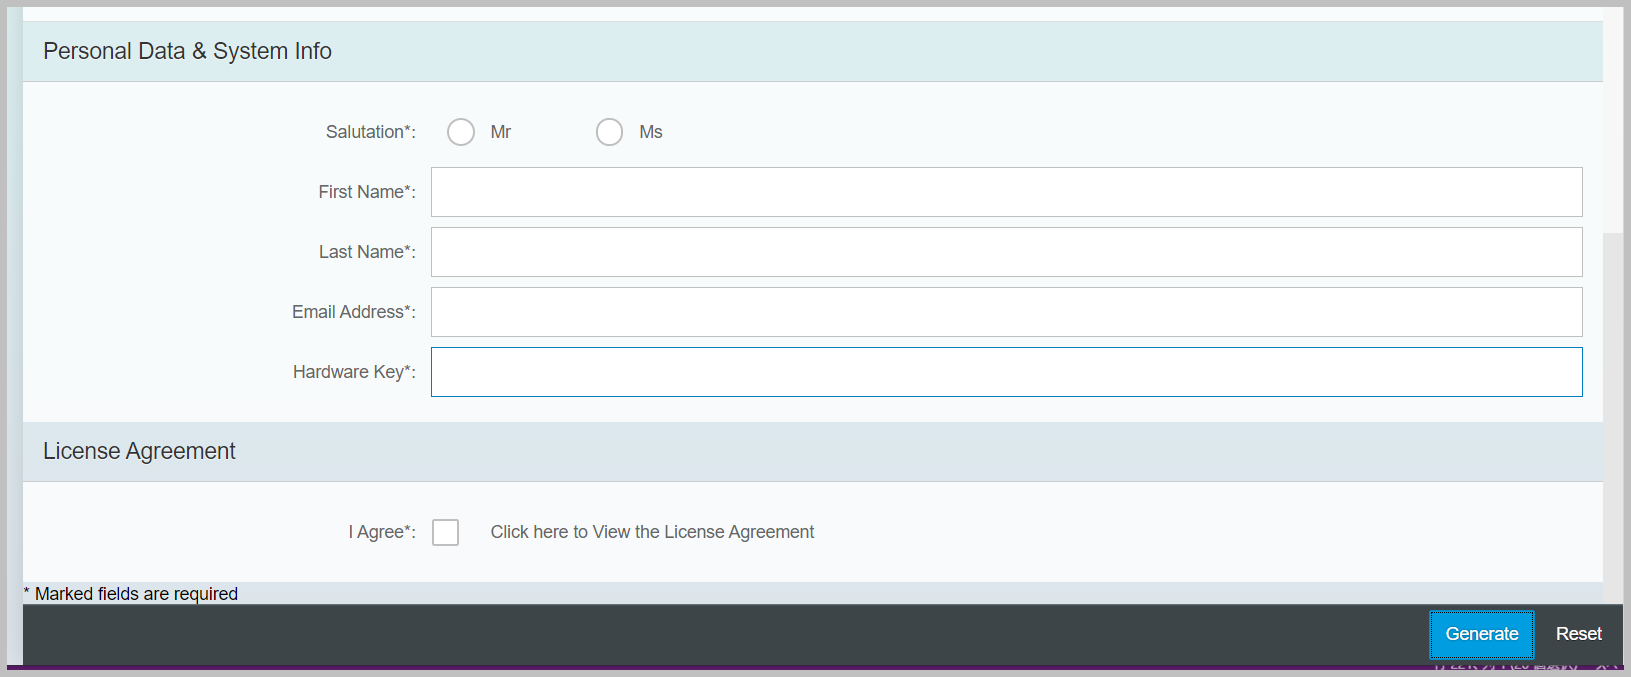 Personal Data & System Info
Salutation*: Mr Ms
First Name*:
Last Name*:
Email Address*:
Hardware Key*:
License Agreement
I Agree*: Click here to View the License Agreement
* Marked fields are required
Generate Reset